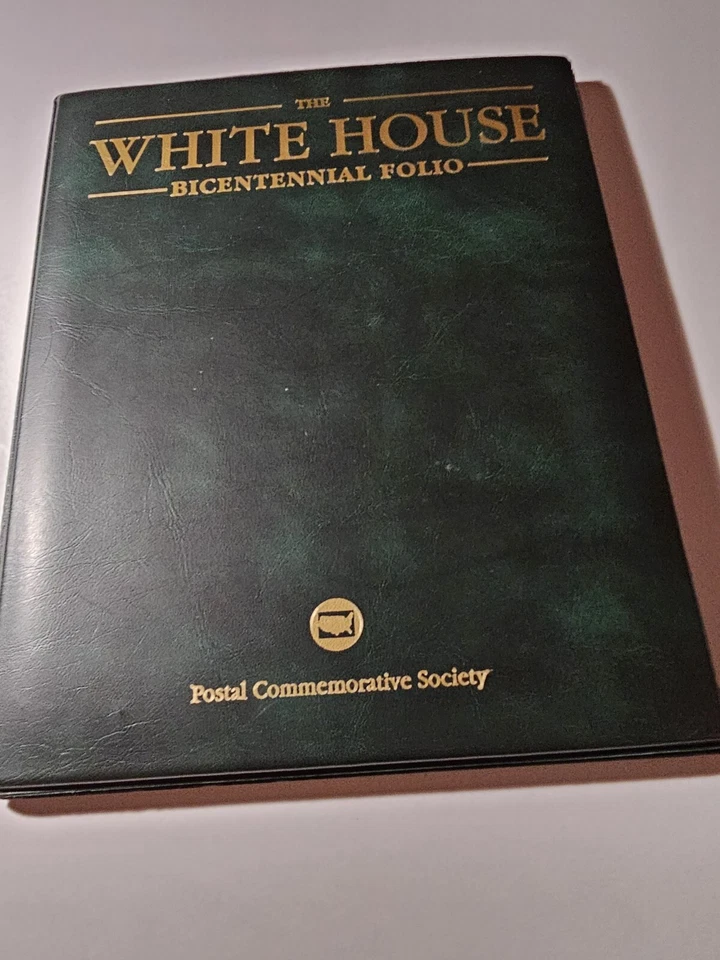 THE
WHITE HOUSE
BICENTENNIAL FOLIO
Postal Commemorative Society